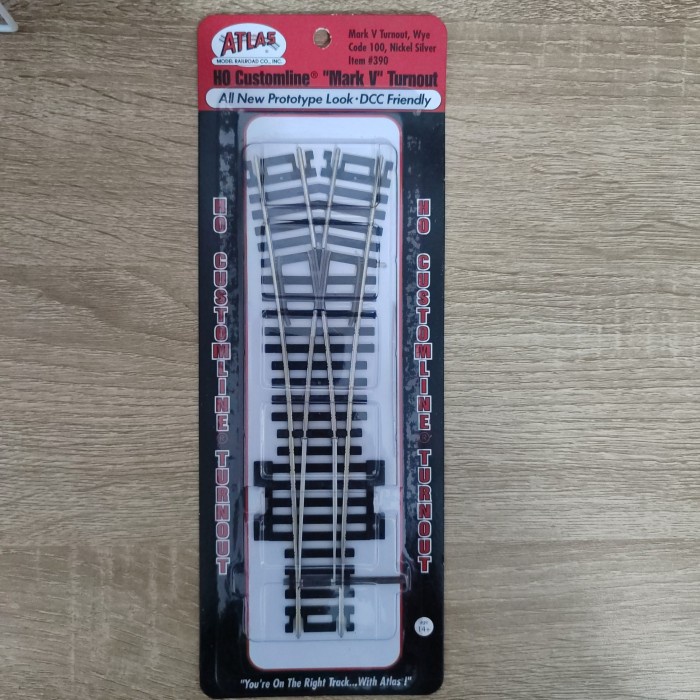 ATLAS
MODEL RAILROAD CO., INC.
Mark V Turnout, Wye
Code 100, Nickel Silver
Item #390
HO Customline® "Mark V" Turnout
All New Prototype Look·DCC Friendly
HO CUSTOMLINE® TURNOUT
HO CUSTOMLINE® TURNOUT
14+
"You're On The Right Track...With Atlas!"